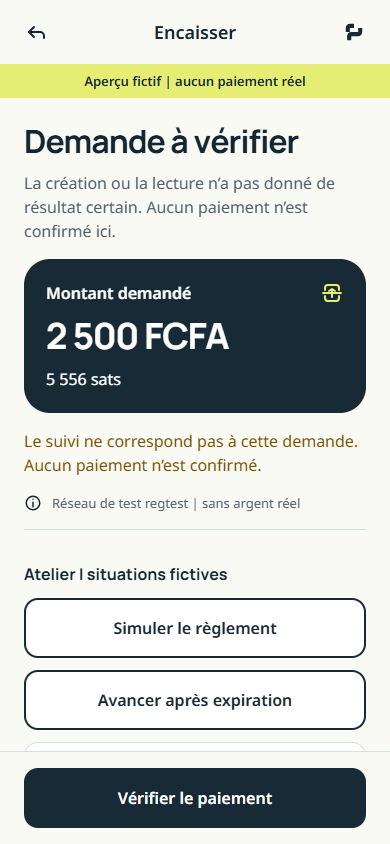 Encaisser
Aperçu fictif | aucun paiement réel
Demande à vérifier
La création ou la lecture n’a pas donné de
résultat certain. Aucun paiement n’est
confirmé ici.
Montant demandé
2 500 FCFA
5 556 sats
Le suivi ne correspond pas à cette demande.
Aucun paiement n’est confirmé.
Réseau de test regtest | sans argent réel
Atelier | situations fictives
Simuler le règlement
Avancer après expiration
Vérifier le paiement